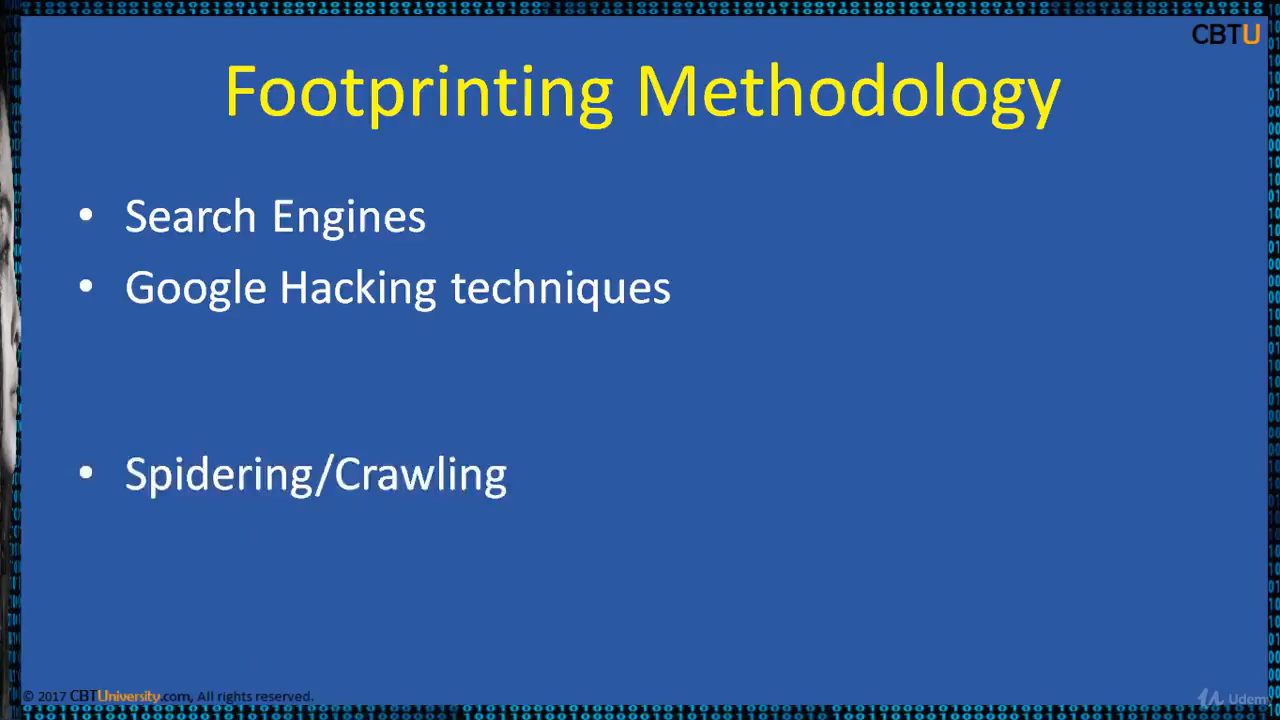 CBTU
Footprinting Methodology
• Search Engines
• Google Hacking techniques
• Spidering/Crawling
© 2017 CBTUniversity.com, All rights reserved.
Udemy